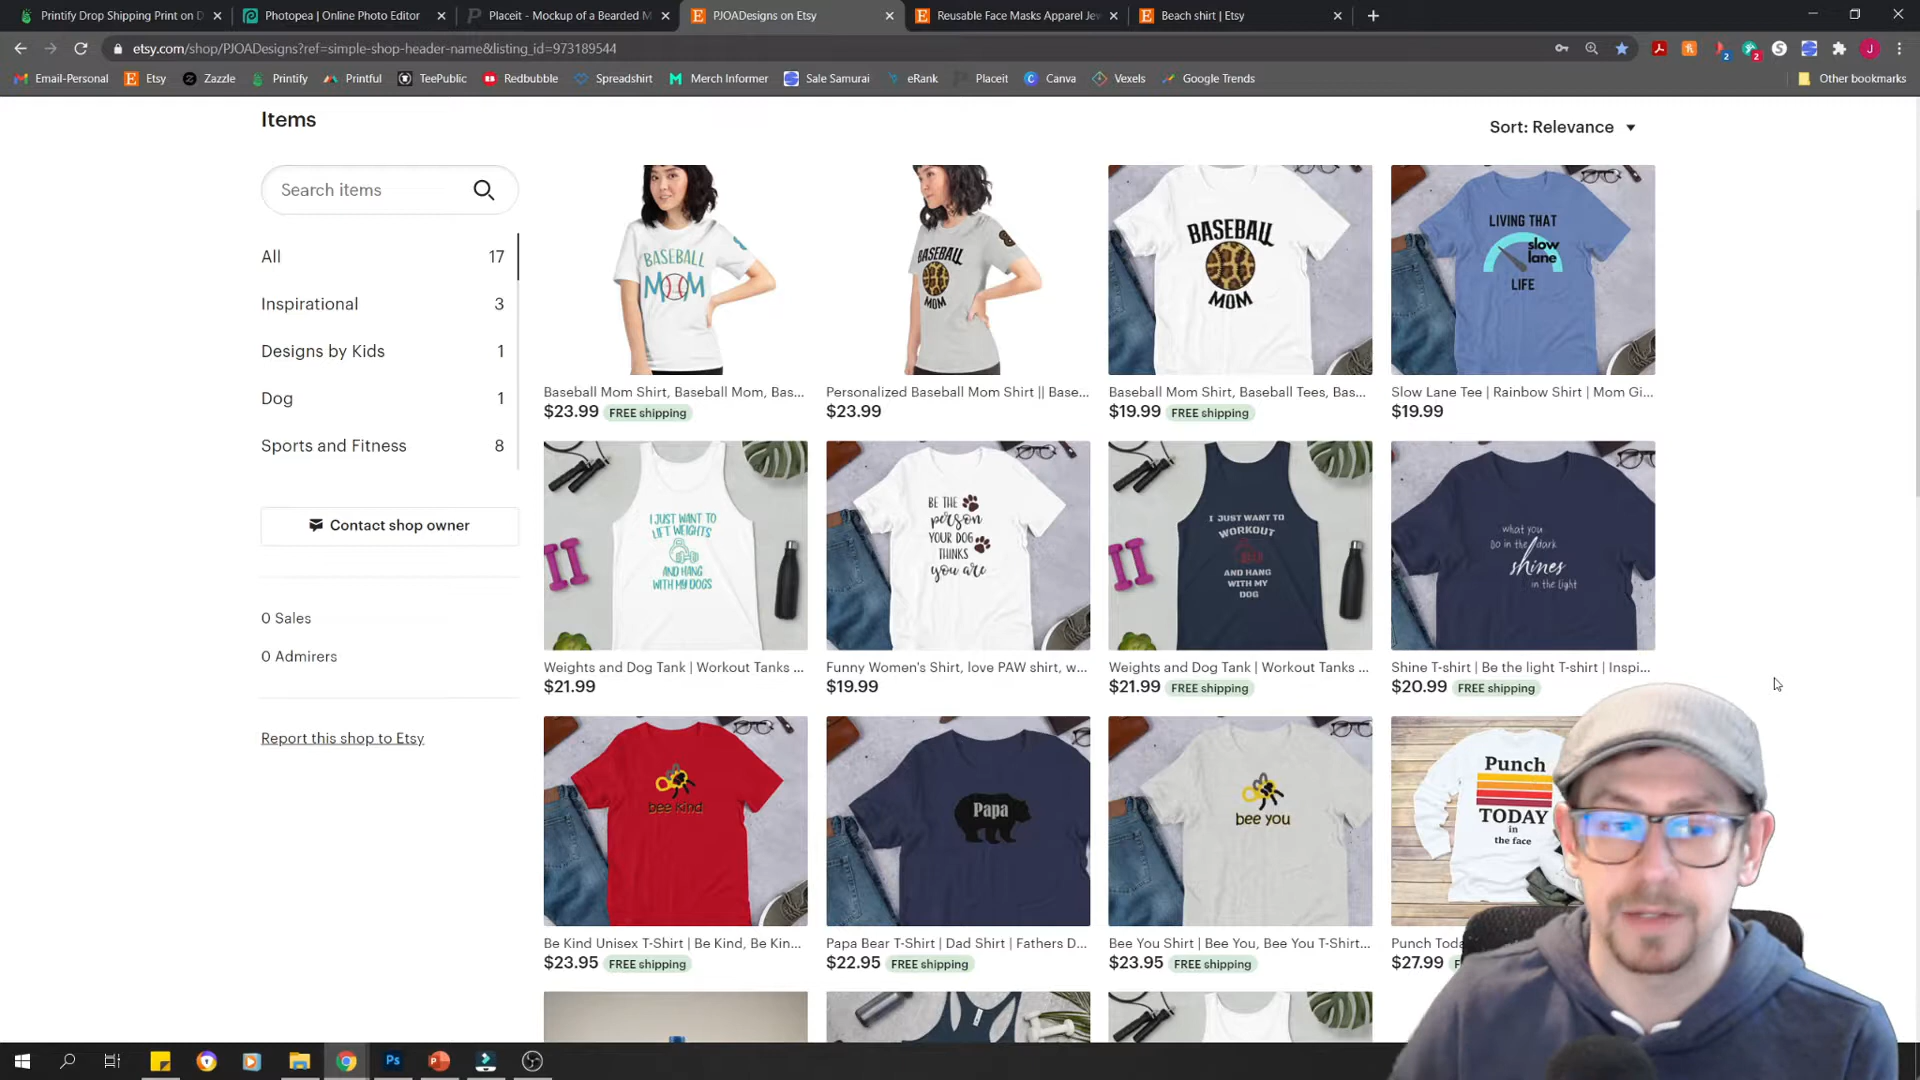 Printify Drop Shipping Print on D
Photopea | Online Photo Editor
Placeit - Mockup of a Bearded M
PJOADesigns on Etsy
Reusable Face Masks Apparel Jew
Beach shirt | Etsy
etsy.com/shop/PJOADesigns?ref=simple-shop-header-name&listing_id=973189544
Email-Personal
Etsy
Zazzle
Printify
Printful
TeePublic
Redbubble
Spreadshirt
Merch Informer
Sale Samurai
eRank
Placeit
Canva
Vexels
Google Trends
Other bookmarks
Items
Sort: Relevance
Search items
All 17
Inspirational 3
Designs by Kids 1
Dog 1
Sports and Fitness 8
Contact shop owner
0 Sales
0 Admirers
Report this shop to Etsy
BASEBALL
MOM
BASEBALL
MOM
BASEBALL
MOM
LIVING THAT
slow
lane
LIFE
Baseball Mom Shirt, Baseball Mom, Bas...
$23.99 FREE shipping
Personalized Baseball Mom Shirt || Base...
$23.99
Baseball Mom Shirt, Baseball Tees, Bas...
$19.99 FREE shipping
Slow Lane Tee | Rainbow Shirt | Mom Gi...
$19.99
I JUST WANT TO
LIFT WEIGHTS
AND HANG
WITH MY DOGS
BE THE
person
YOUR DOG
THINKS
you are
I JUST WANT TO
WORKOUT
AND HANG
WITH MY
DOG
what you
do in the dark
shines
in the light
Weights and Dog Tank | Workout Tanks ...
$21.99
Funny Women's Shirt, love PAW shirt, w...
$19.99
Weights and Dog Tank | Workout Tanks ...
$21.99 FREE shipping
Shine T-shirt | Be the light T-shirt | Inspi...
$20.99 FREE shipping
bee kind
Papa
bee you
Punch
TODAY
in
the face
Be Kind Unisex T-Shirt | Be Kind, Be Kin...
$23.95 FREE shipping
Papa Bear T-Shirt | Dad Shirt | Fathers D...
$22.95 FREE shipping
Bee You Shirt | Bee You, Bee You T-Shirt...
$23.95 FREE shipping
Punch Toda
$27.99